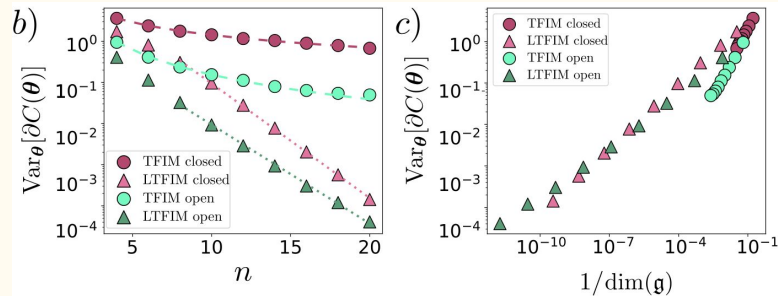 b)
Var_θ[∂C(θ)]
10^0
10^−1
10^−2
10^−3
10^−4
TFIM closed
LTFIM closed
TFIM open
LTFIM open
5 10 15 20
n
c)
Var_θ[∂C(θ)]
10^0
10^−1
10^−2
10^−3
10^−4
TFIM closed
LTFIM closed
TFIM open
LTFIM open
10^−10 10^−7 10^−4 10^−1
1/dim(𝔤)